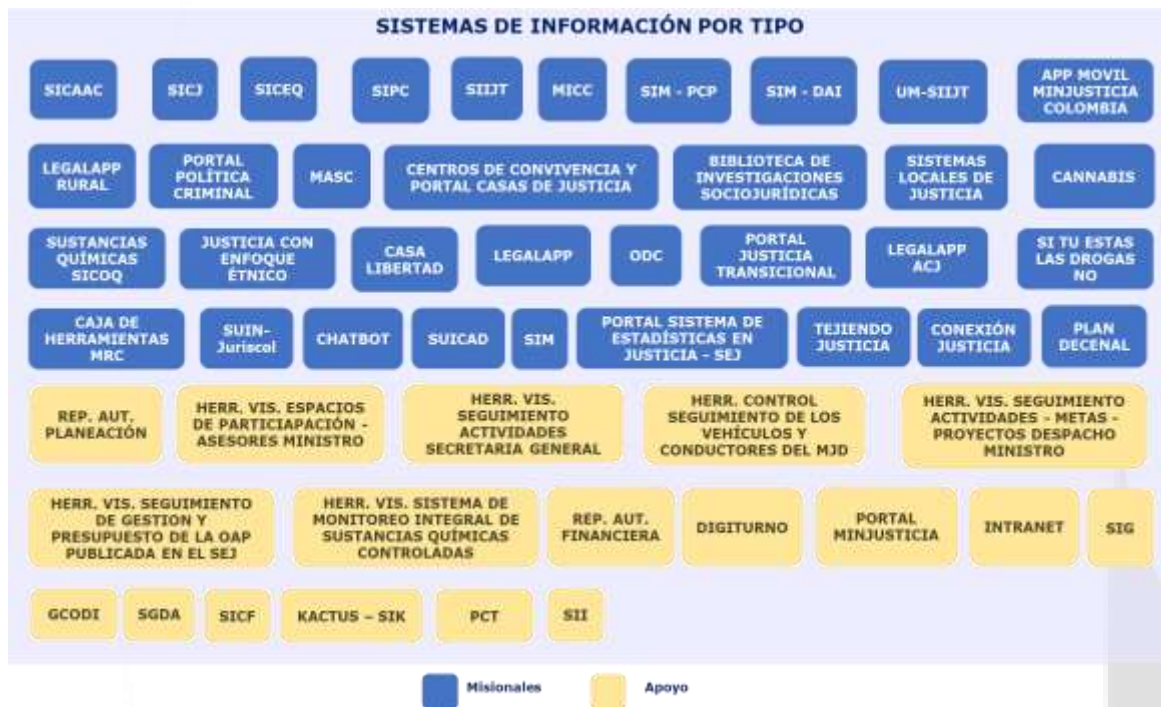 SISTEMAS DE INFORMACIÓN POR TIPO
SICAAC
SICJ
SICEQ
SIPC
SIIJT
MICC
SIM - PCP
SIM - DAI
UM-SIIJT
APP MOVIL
MINJUSTICIA
COLOMBIA
LEGALAPP
RURAL
PORTAL
POLÍTICA
CRIMINAL
MASC
CENTROS DE CONVIVENCIA Y
PORTAL CASAS DE JUSTICIA
BIBLIOTECA DE
INVESTIGACIONES
SOCIOJURÍDICAS
SISTEMAS
LOCALES DE
JUSTICIA
CANNABIS
SUSTANCIAS
QUÍMICAS
SICOQ
JUSTICIA CON
ENFOQUE
ÉTNICO
CASA
LIBERTAD
LEGALAPP
ODC
PORTAL
JUSTICIA
TRANSICIONAL
LEGALAPP
ACJ
SI TU ESTAS
LAS DROGAS
NO
CAJA DE
HERRAMIENTAS
MRC
SUIN-
Juriscol
CHATBOT
SUICAD
SIM
PORTAL SISTEMA DE
ESTADÍSTICAS EN
JUSTICIA - SEJ
TEJIENDO
JUSTICIA
CONEXIÓN
JUSTICIA
PLAN
DECENAL
REP. AUT.
PLANEACIÓN
HERR. VIS. ESPACIOS
DE PARTICIAPACIÓN -
ASESORES MINISTRO
HERR. VIS.
SEGUIMIENTO
ACTIVIDADES
SECRETARIA GENERAL
HERR. CONTROL
SEGUIMIENTO DE LOS
VEHÍCULOS Y
CONDUCTORES DEL MJD
HERR. VIS. SEGUIMIENTO
ACTIVIDADES - METAS -
PROYECTOS DESPACHO
MINISTRO
HERR. VIS. SEGUIMIENTO
DE GESTION Y
PRESUPUESTO DE LA OAP
PUBLICADA EN EL SEJ
HERR. VIS. SISTEMA DE
MONITOREO INTEGRAL DE
SUSTANCIAS QUÍMICAS
CONTROLADAS
REP. AUT.
FINANCIERA
DIGITURNO
PORTAL
MINJUSTICIA
INTRANET
SIG
GCODI
SGDA
SICF
KACTUS – SIK
PCT
SII
Misionales
Apoyo